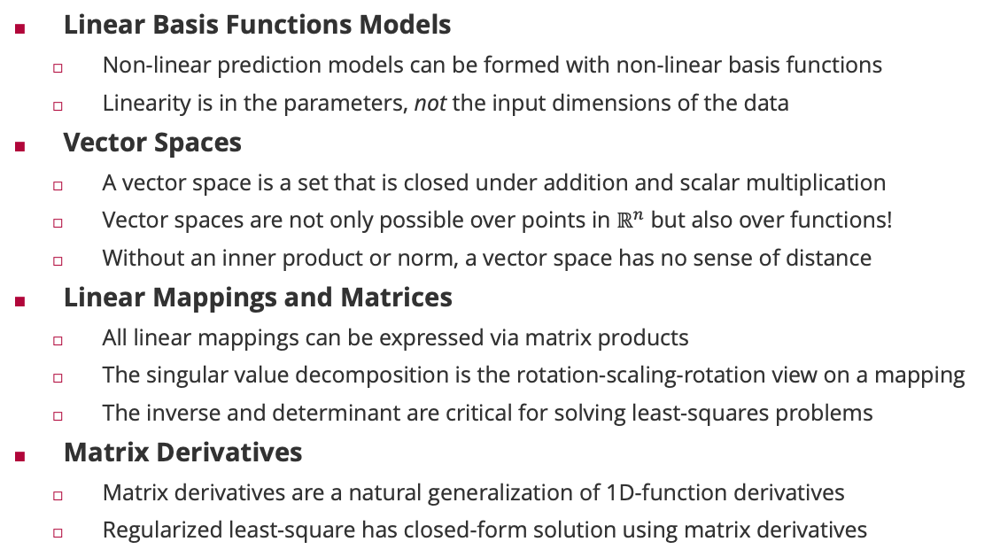 Linear Basis Functions Models
Non-linear prediction models can be formed with non-linear basis functions
Linearity is in the parameters, not the input dimensions of the data
Vector Spaces
A vector space is a set that is closed under addition and scalar multiplication
Vector spaces are not only possible over points in ℝⁿ but also over functions!
Without an inner product or norm, a vector space has no sense of distance
Linear Mappings and Matrices
All linear mappings can be expressed via matrix products
The singular value decomposition is the rotation-scaling-rotation view on a mapping
The inverse and determinant are critical for solving least-squares problems
Matrix Derivatives
Matrix derivatives are a natural generalization of 1D-function derivatives
Regularized least-square has closed-form solution using matrix derivatives